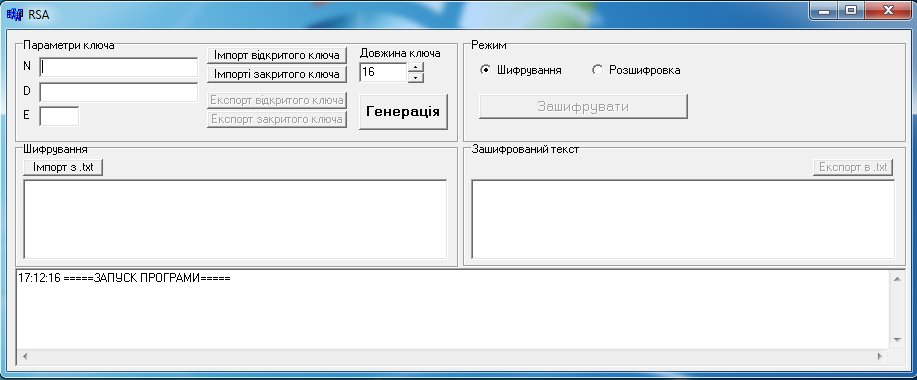 RSA
Параметри ключа
N
D
E
Імпорт відкритого ключа
Імпорті закритого ключа
Експорт відкритого ключа
Експорт закритого ключа
Довжина ключа
16
Генерація
Режим
Шифрування
Розшифровка
Зашифрувати
Шифрування
Імпорт з .txt
Зашифрований текст
Експорт в .txt
17:12:16 =====ЗАПУСК ПРОГРАМИ=====